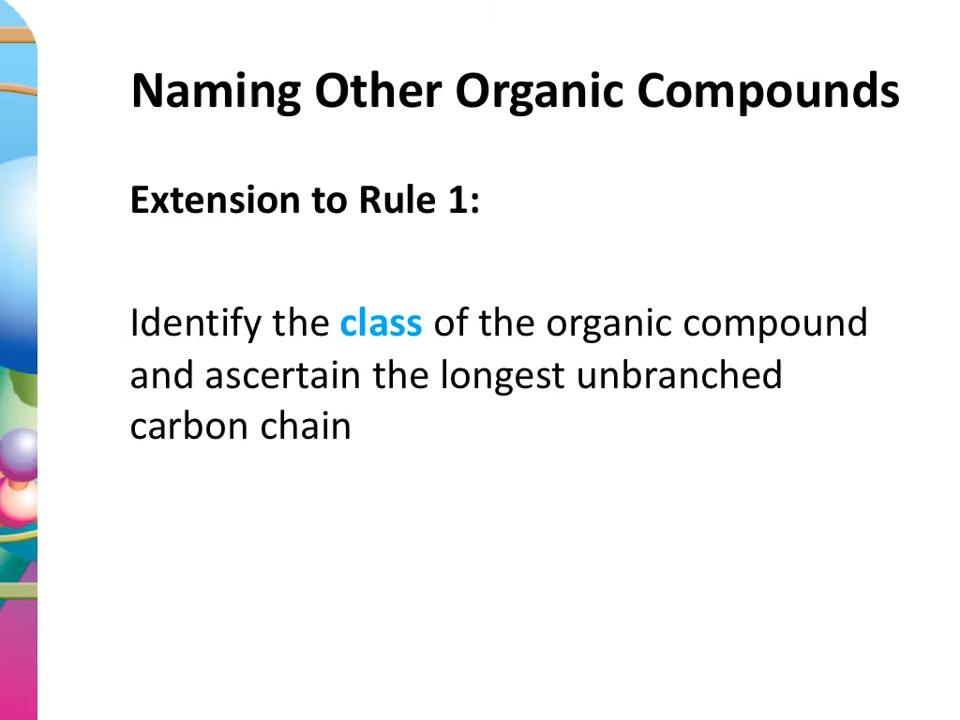 Naming Other Organic Compounds
Extension to Rule 1:
Identify the class of the organic compound
and ascertain the longest unbranched
carbon chain